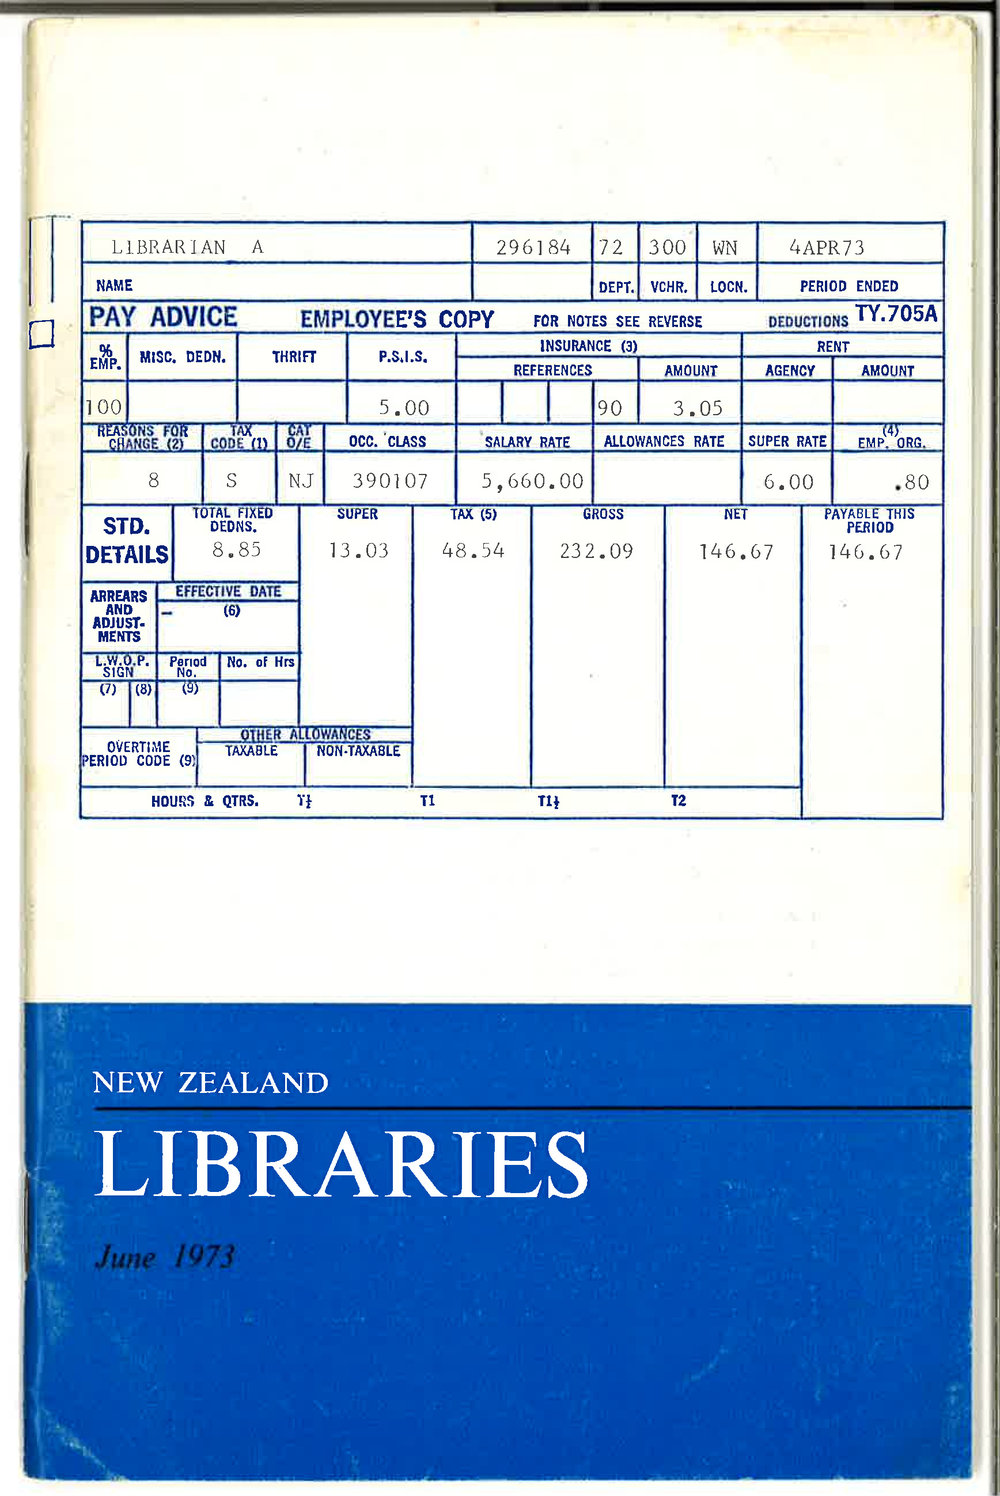 LIBRARIAN A 296184 72 300 WN 4APR73
NAME DEPT. VCHR. LOCN. PERIOD ENDED
PAY ADVICE EMPLOYEE'S COPY FOR NOTES SEE REVERSE DEDUCTIONS TY.705A
% EMP. MISC. DEDN. THRIFT P.S.I.S. INSURANCE (3) RENT
REFERENCES AMOUNT AGENCY AMOUNT
100 5.00 90 3.05
REASONS FOR CHANGE (2) TAX CODE (1) CAT O/E OCC. CLASS SALARY RATE ALLOWANCES RATE SUPER RATE (4) EMP. ORG.
8 S NJ 390107 5,660.00 6.00 .80
STD. DETAILS TOTAL FIXED DEDNS. SUPER TAX (5) GROSS NET PAYABLE THIS PERIOD
8.85 13.03 48.54 232.09 146.67 146.67
ARREARS AND ADJUST-MENTS EFFECTIVE DATE
– (6)
L.W.O.P. SIGN Period No. No. of Hrs
(7) (8) (9)
OVERTIME PERIOD CODE (9) OTHER ALLOWANCES
TAXABLE NON-TAXABLE
HOURS & QTRS. T½ T1 T1½ T2
NEW ZEALAND
LIBRARIES
June 1973